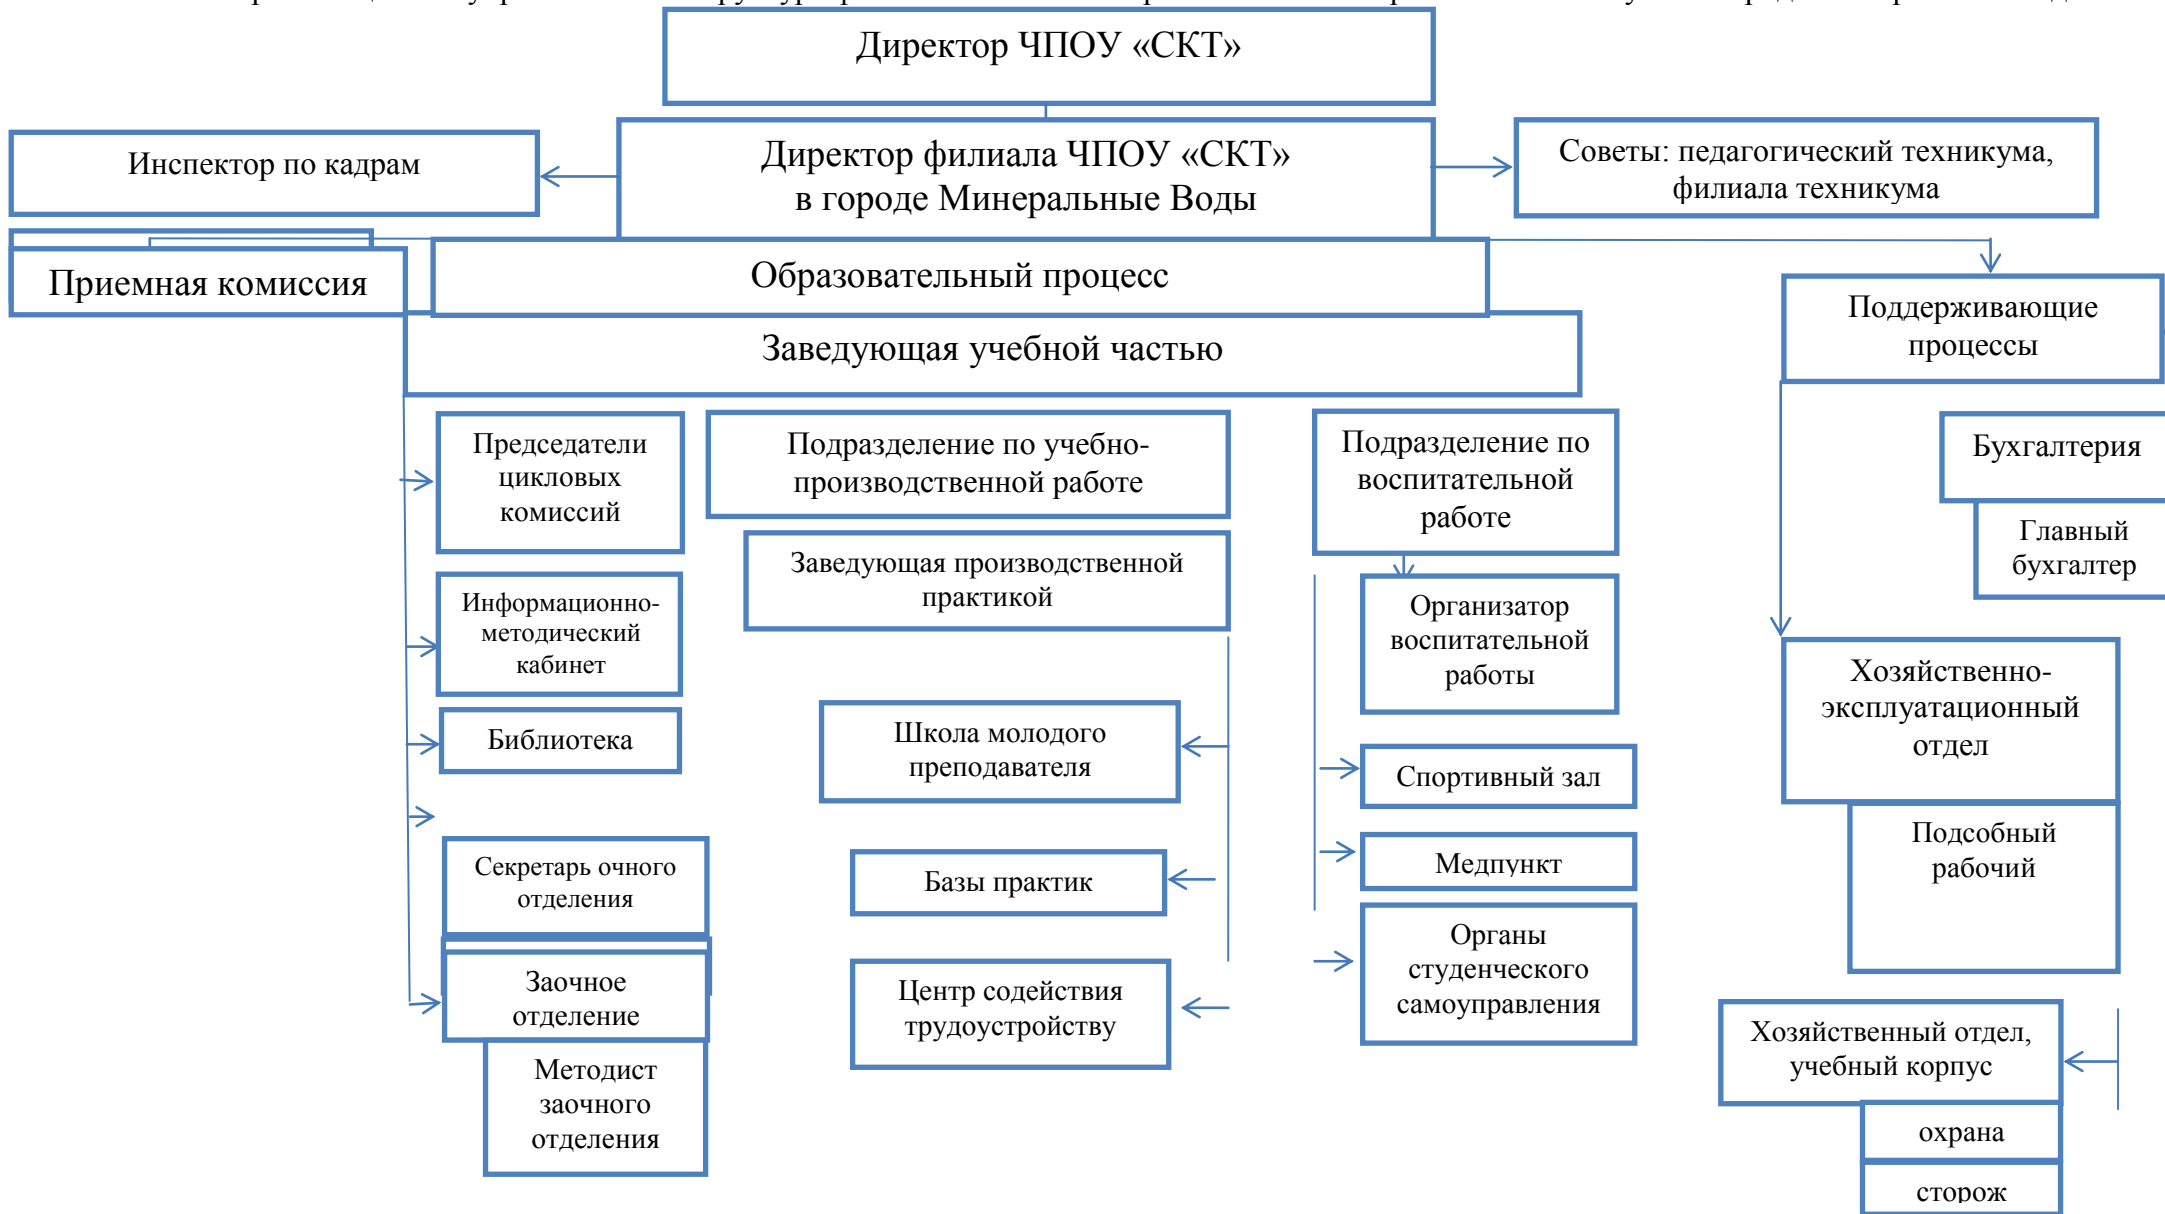 Директор ЧПОУ «СКТ»
Инспектор по кадрам
Директор филиала ЧПОУ «СКТ»
в городе Минеральные Воды
Советы: педагогический техникума,
филиала техникума
Приемная комиссия
Образовательный процесс
Поддерживающие
процессы
Заведующая учебной частью
Председатели
цикловых
комиссий
Подразделение по учебно-
производственной работе
Подразделение по
воспитательной
работе
Бухгалтерия
Главный
бухгалтер
Заведующая производственной
практикой
Информационно-
методический
кабинет
Организатор
воспитательной
работы
Хозяйственно-
эксплуатационный
отдел
Библиотека
Школа молодого
преподавателя
Спортивный зал
Подсобный
рабочий
Секретарь очного
отделения
Базы практик
Медпункт
Заочное
отделение
Центр содействия
трудоустройству
Органы
студенческого
самоуправления
Хозяйственный отдел,
учебный корпус
Методист
заочного
отделения
охрана
сторож